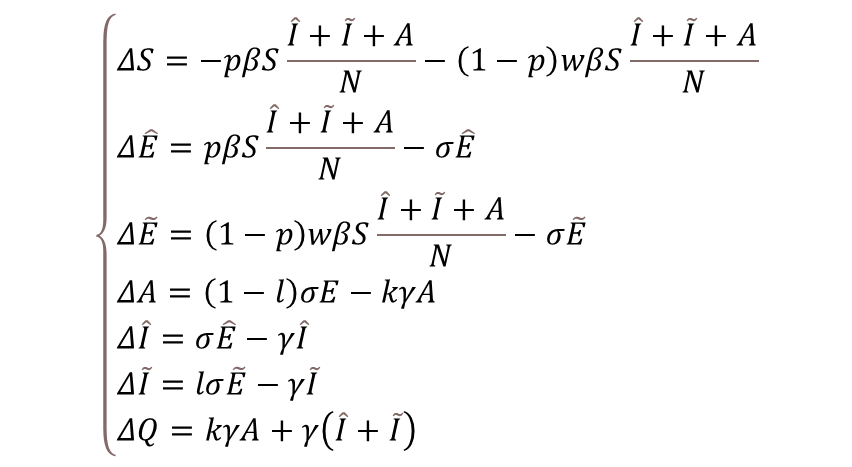 ΔS = −pβS (Î + Ĩ + A)/N − (1 − p)wβS (Î + Ĩ + A)/N
ΔÊ = pβS (Î + Ĩ + A)/N − σÊ
ΔẼ = (1 − p)wβS (Î + Ĩ + A)/N − σẼ
ΔA = (1 − l)σE − kγA
ΔÎ = σÊ − γÎ
ΔĨ = lσẼ − γĨ
ΔQ = kγA + γ(Î + Ĩ)